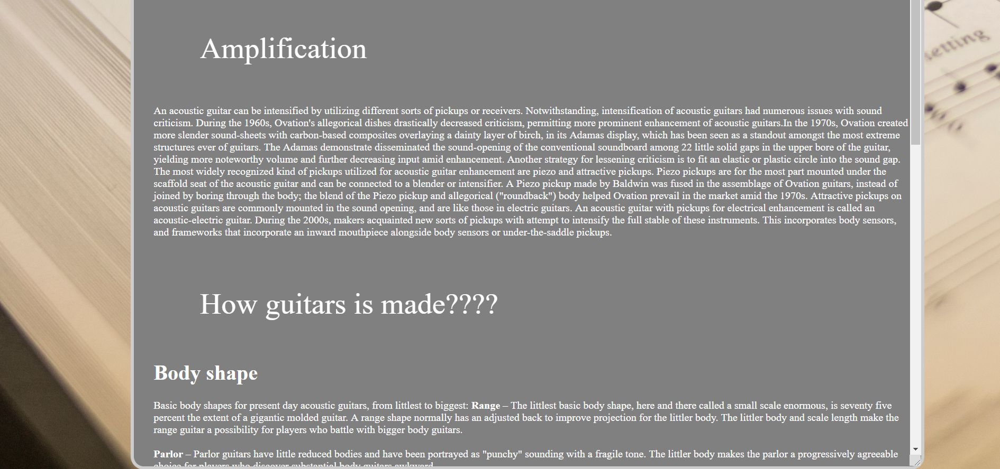 setting
Amplification
An acoustic guitar can be intensified by utilizing different sorts of pickups or receivers. Notwithstanding, intensification of acoustic guitars had numerous issues with sound
criticism. During the 1960s, Ovation's allegorical dishes drastically decreased criticism, permitting more prominent enhancement of acoustic guitars.In the 1970s, Ovation created
more slender sound-sheets with carbon-based composites overlaying a dainty layer of birch, in its Adamas display, which has been seen as a standout amongst the most extreme
structures ever of guitars. The Adamas demonstrate disseminated the sound-opening of the conventional soundboard among 22 little solid gaps in the upper bore of the guitar,
yielding more noteworthy volume and further decreasing input amid enhancement. Another strategy for lessening criticism is to fit an elastic or plastic circle into the sound gap.
The most widely recognized kind of pickups utilized for acoustic guitar enhancement are piezo and attractive pickups. Piezo pickups are for the most part mounted under the
scaffold seat of the acoustic guitar and can be connected to a blender or intensifier. A Piezo pickup made by Baldwin was fused in the assemblage of Ovation guitars, instead of
joined by boring through the body; the blend of the Piezo pickup and allegorical ("roundback") body helped Ovation prevail in the market amid the 1970s. Attractive pickups on
acoustic guitars are commonly mounted in the sound opening, and are like those in electric guitars. An acoustic guitar with pickups for electrical enhancement is called an
acoustic-electric guitar. During the 2000s, makers acquainted new sorts of pickups with attempt to intensify the full stable of these instruments. This incorporates body sensors,
and frameworks that incorporate an inward mouthpiece alongside body sensors or under-the-saddle pickups.
How guitars is made????
Body shape
Basic body shapes for present day acoustic guitars, from littlest to biggest: Range – The littlest basic body shape, here and there called a small scale enormous, is seventy five
percent the extent of a gigantic molded guitar. A range shape normally has an adjusted back to improve projection for the littler body. The littler body and scale length make the
range guitar a possibility for players who battle with bigger body guitars.
Parlor – Parlor guitars have little reduced bodies and have been portrayed as "punchy" sounding with a fragile tone. The littler body makes the parlor a progressively agreeable
choice for players who discover substantial body guitars awkward.